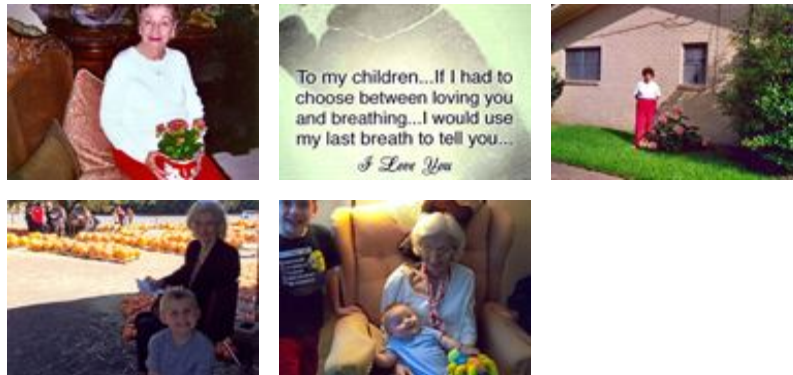 To my children...If I had to
choose between loving you
and breathing...I would use
my last breath to tell you...
I Love You